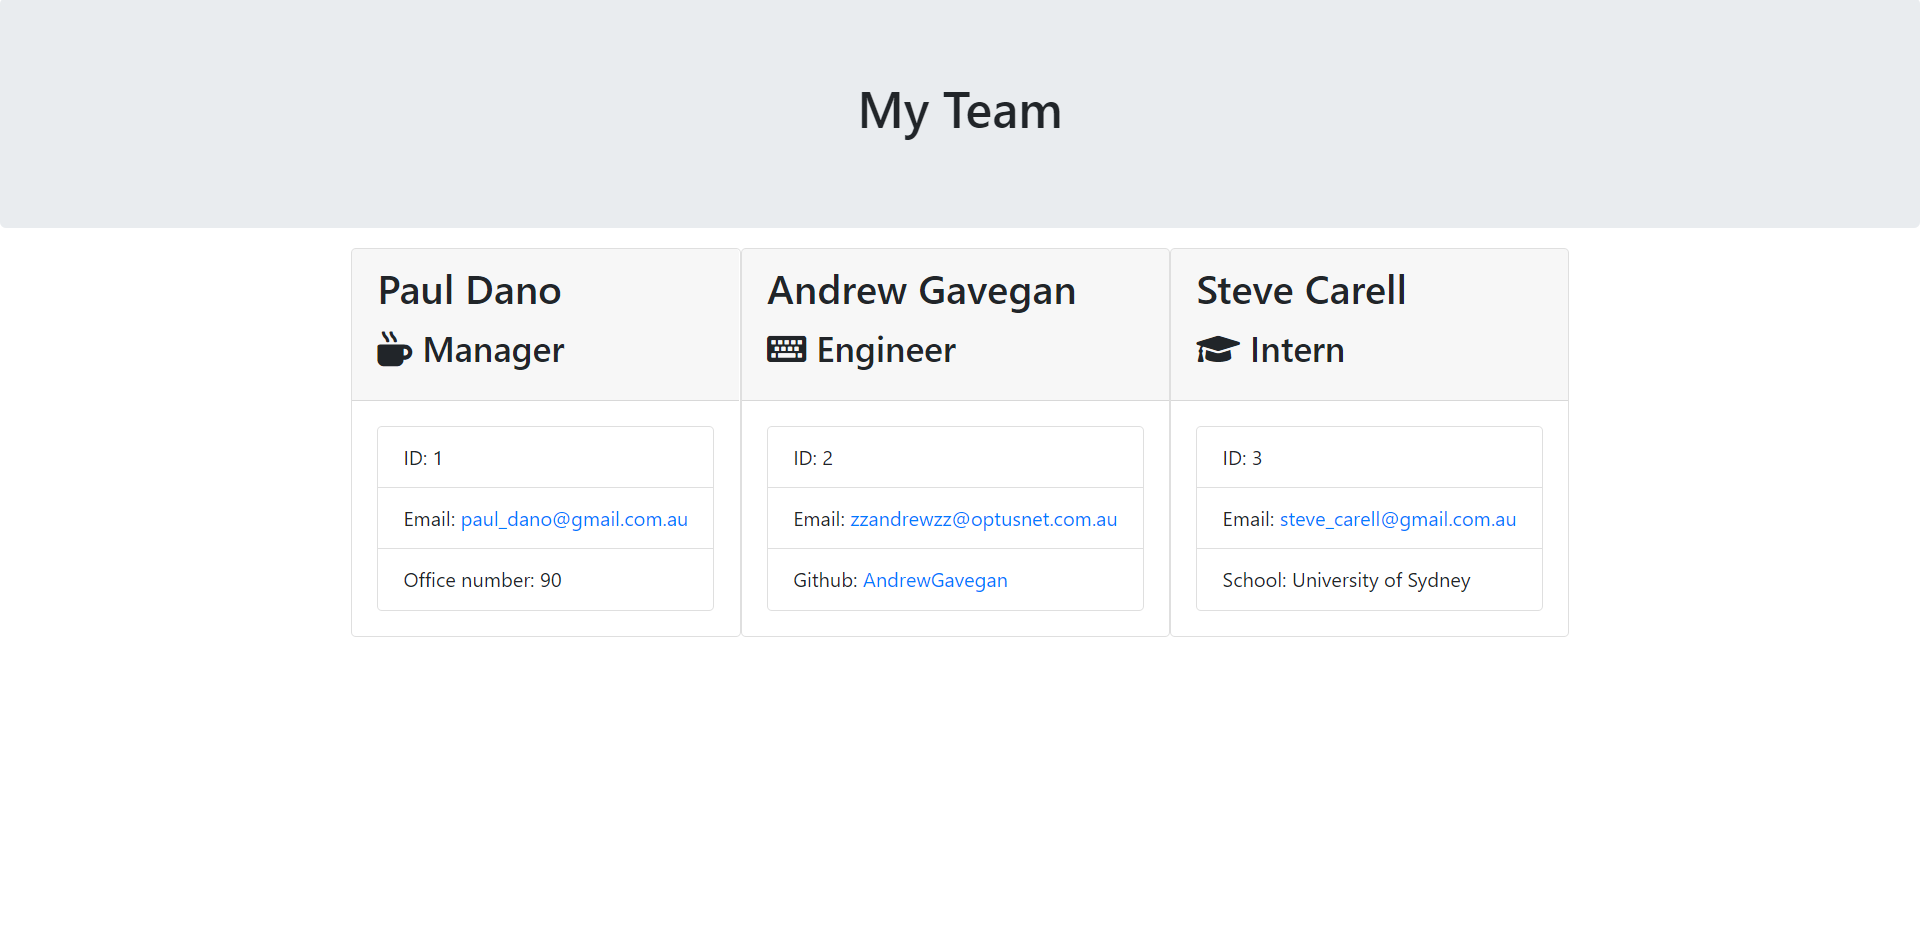 My Team
Paul Dano
Manager
ID: 1
Email: paul_dano@gmail.com.au
Office number: 90
Andrew Gavegan
Engineer
ID: 2
Email: zzandrewzz@optusnet.com.au
Github: AndrewGavegan
Steve Carell
Intern
ID: 3
Email: steve_carell@gmail.com.au
School: University of Sydney